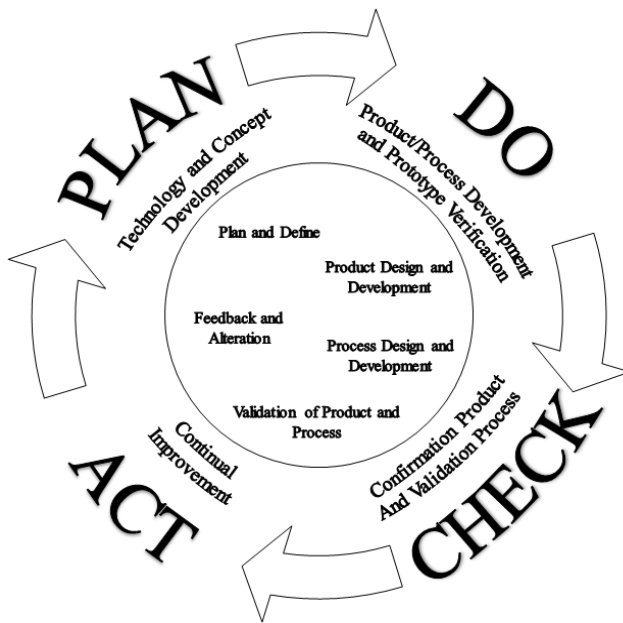 PLAN
Technology and Concept
Development
DO
Product/Process Development
and Prototype Verification
Plan and Define
Product Design and
Development
Feedback and
Alteration
Process Design and
Development
Validation of Product and
Process
CHECK
Confirmation Product
And Validation Process
ACT
Continual
Improvement